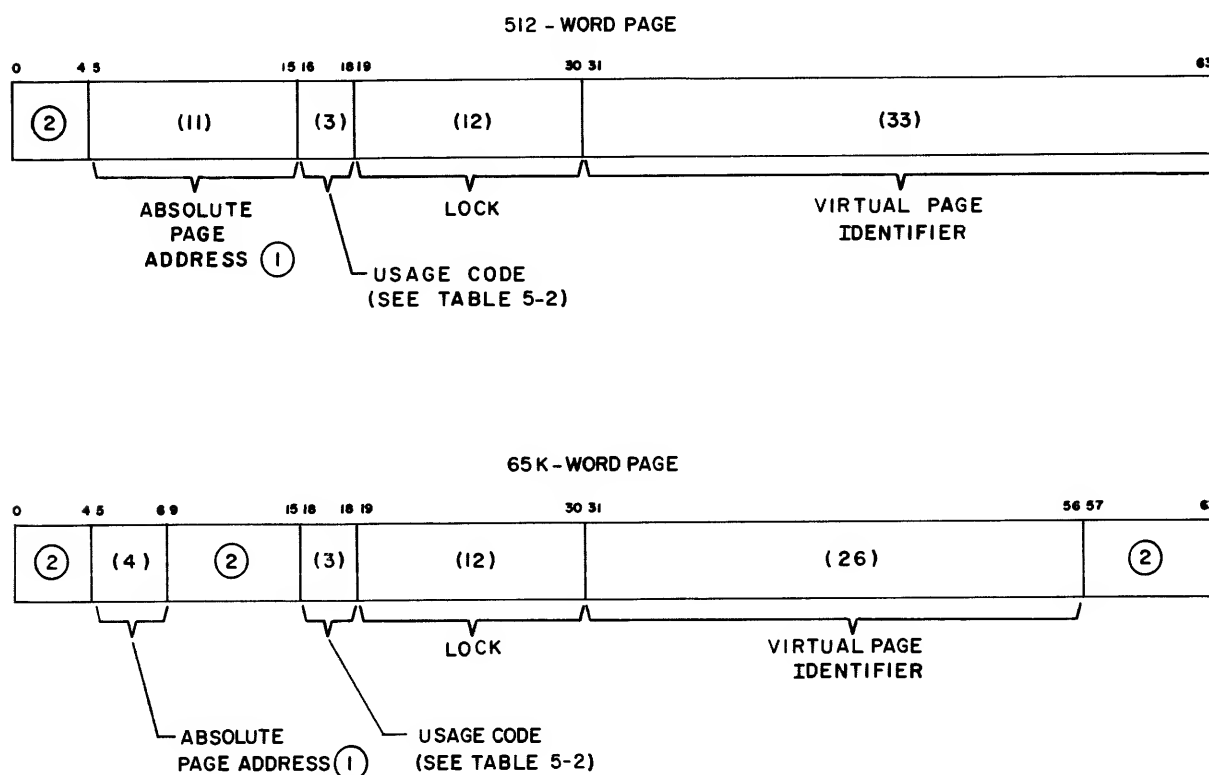 512 - WORD PAGE
0 4 5 15 16 18 19 30 31 63
2 (11) (3) (12) (33)
ABSOLUTE
PAGE
ADDRESS 1
LOCK
VIRTUAL PAGE
IDENTIFIER
USAGE CODE
(SEE TABLE 5-2)
65K - WORD PAGE
0 4 5 6 9 15 18 18 19 30 31 56 57
2 (4) 2 (3) (12) (26) 2
LOCK
VIRTUAL PAGE
IDENTIFIER
ABSOLUTE
PAGE ADDRESS 1
USAGE CODE
(SEE TABLE 5-2)